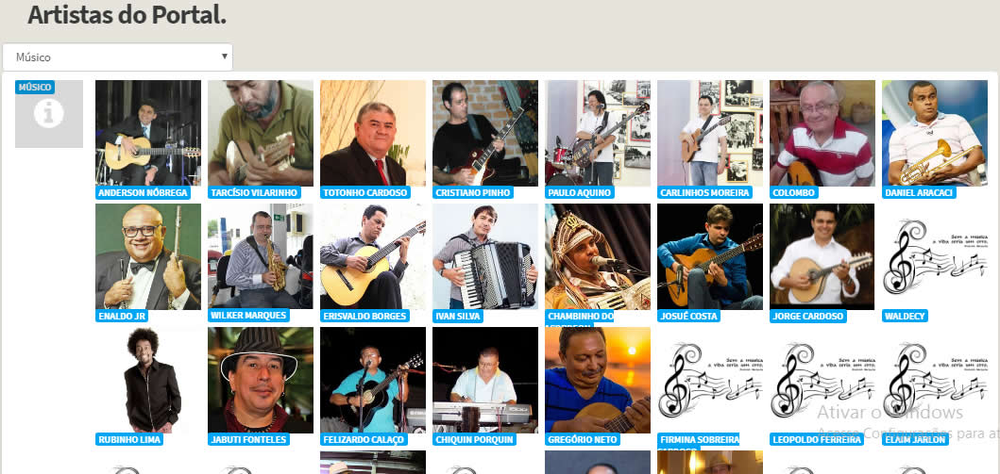 Artistas do Portal.
Músico
MÚSICO
ANDERSON NÓBREGA
TARCÍSIO VILARINHO
TOTONHO CARDOSO
CRISTIANO PINHO
PAULO AQUINO
CARLINHOS MOREIRA
COLOMBO
DANIEL ARACACI
Sem a música
a vida seria um erro.
ENALDO JR
WILKER MARQUES
ERISVALDO BORGES
IVAN SILVA
CHAMBINHO DO
JOSUÉ COSTA
JORGE CARDOSO
WALDECY
Sem a música
a vida seria um erro.
Sem a música
a vida seria um erro.
Sem a música
a vida seria um erro.
Ativar o Windows
Acesse Configurações para at
RUBINHO LIMA
JABUTI FONTELES
FELIZARDO CALAÇO
CHIQUIN PORQUIN
GREGÓRIO NETO
FIRMINA SOBREIRA
LEOPOLDO FERREIRA
ELAIM JARLON